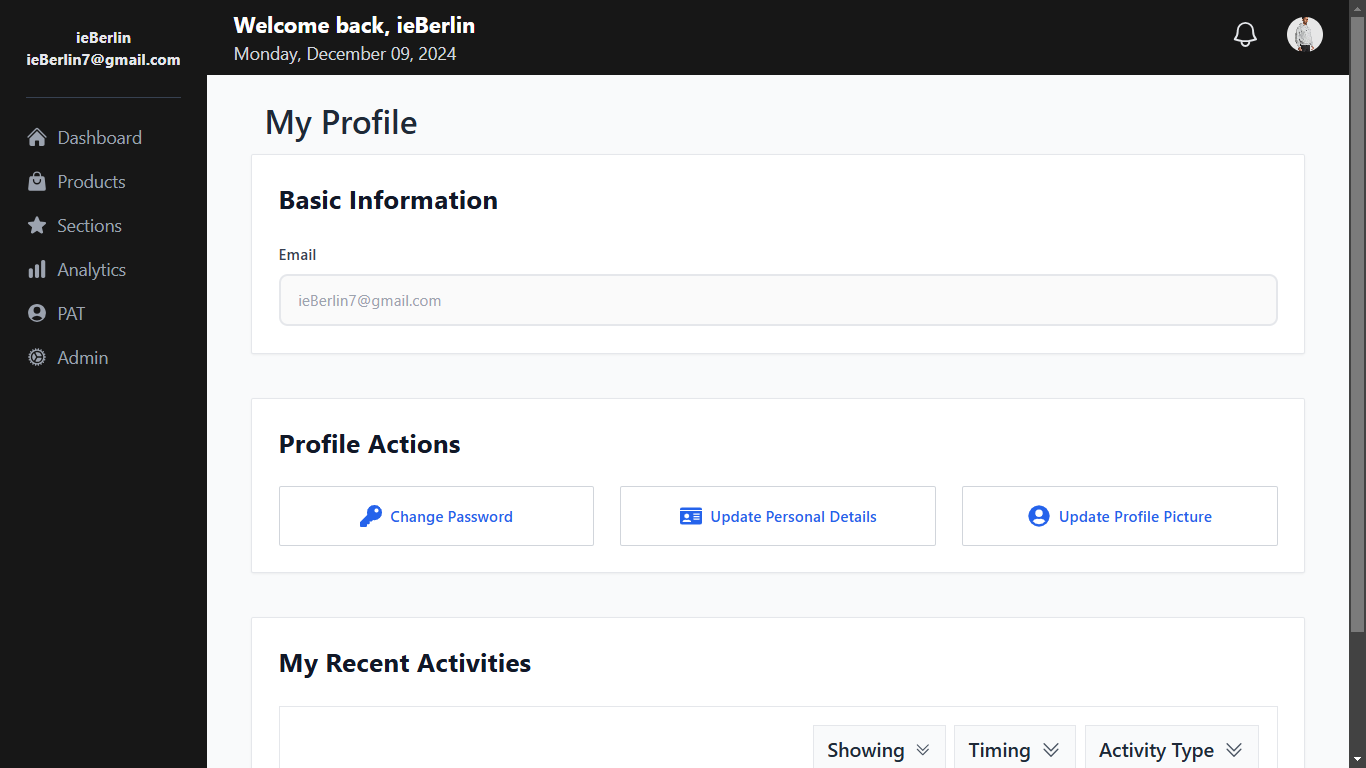 ieBerlin
ieBerlin7@gmail.com
Dashboard
Products
Sections
Analytics
PAT
Admin
Welcome back, ieBerlin
Monday, December 09, 2024
My Profile
Basic Information
Email
ieBerlin7@gmail.com
Profile Actions
Change Password
Update Personal Details
Update Profile Picture
My Recent Activities
Showing
Timing
Activity Type